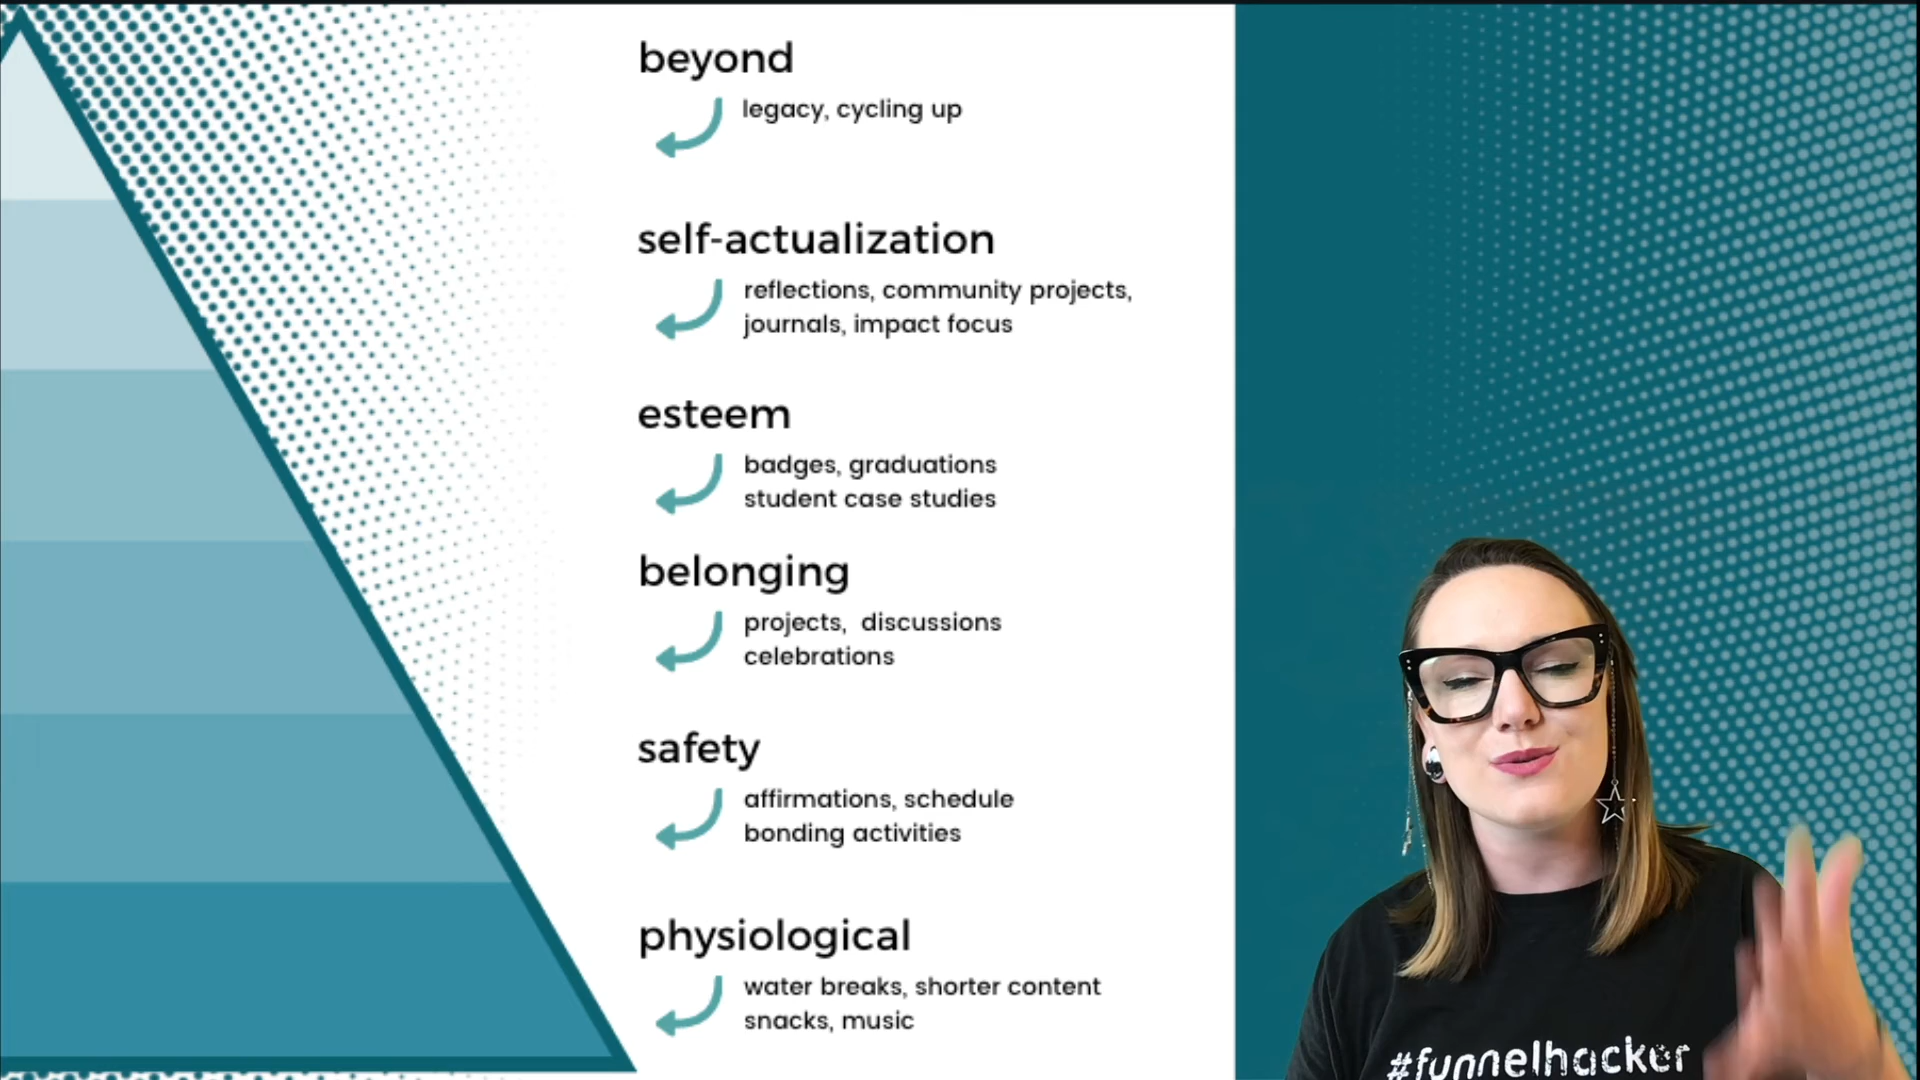 beyond
legacy, cycling up
self-actualization
reflections, community projects,
journals, impact focus
esteem
badges, graduations
student case studies
belonging
projects, discussions
celebrations
safety
affirmations, schedule
bonding activities
physiological
water breaks, shorter content
snacks, music
#funnelhacker